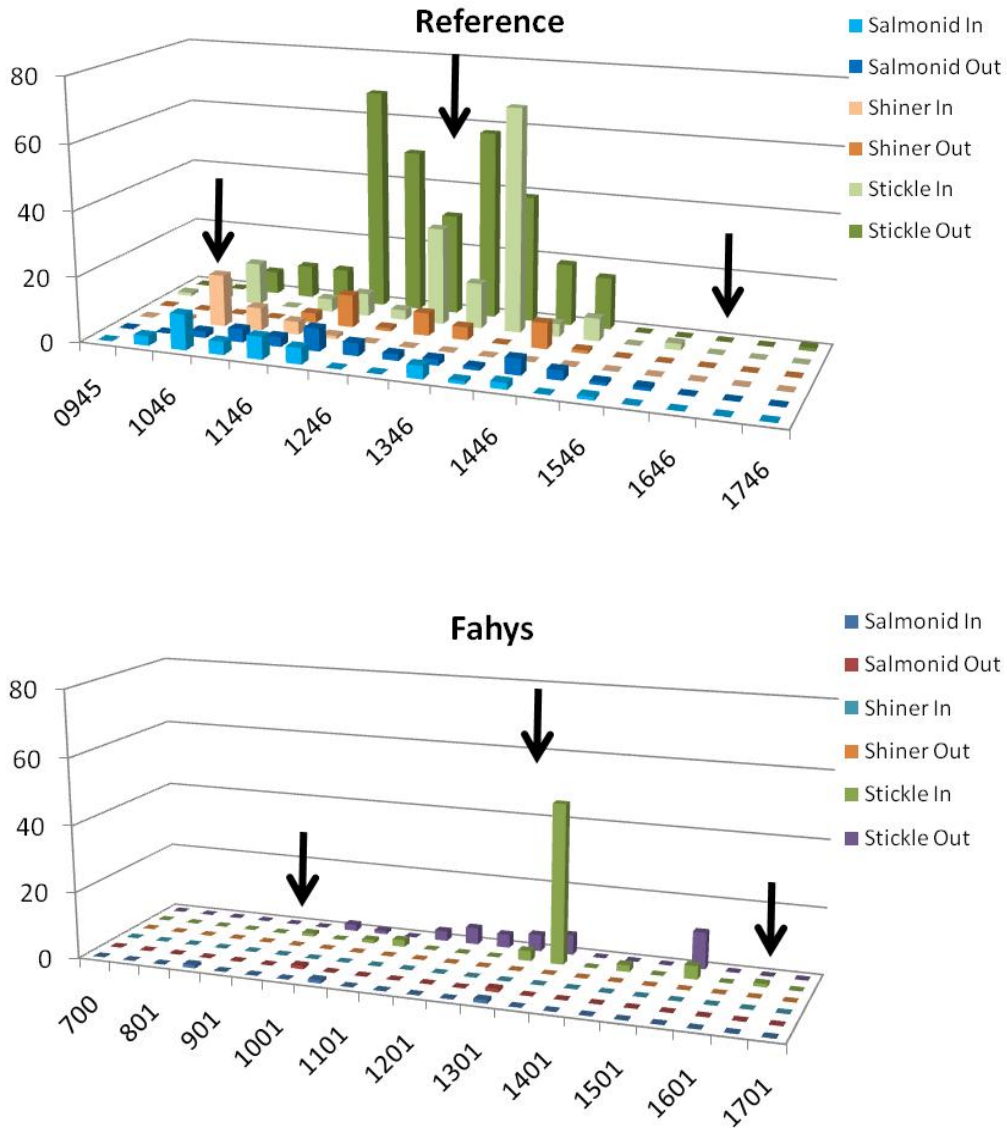 Reference
80
60
40
20
0
0945
1046
1146
1246
1346
1446
1546
1646
1746
Salmonid In
Salmonid Out
Shiner In
Shiner Out
Stickle In
Stickle Out
Fahys
80
60
40
20
0
700
801
901
1001
1101
1201
1301
1401
1501
1601
1701
Salmonid In
Salmonid Out
Shiner In
Shiner Out
Stickle In
Stickle Out